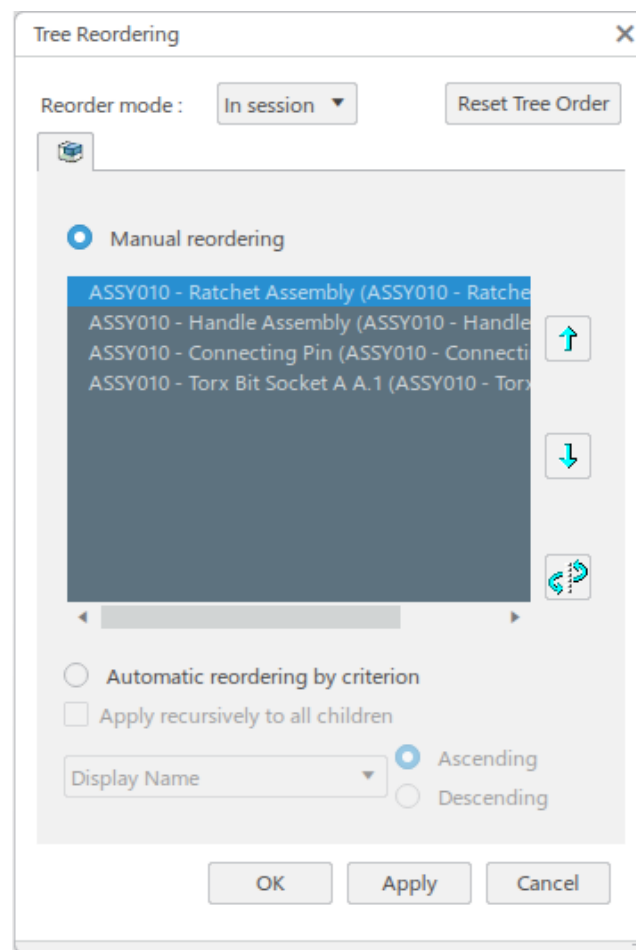 Tree Reordering
Reorder mode : In session Reset Tree Order
Manual reordering
ASSY010 - Ratchet Assembly (ASSY010 - Ratche
ASSY010 - Handle Assembly (ASSY010 - Handle
ASSY010 - Connecting Pin (ASSY010 - Connecti
ASSY010 - Torx Bit Socket A A.1 (ASSY010 - Torx
Automatic reordering by criterion
Apply recursively to all children
Display Name
Ascending
Descending
OK Apply Cancel